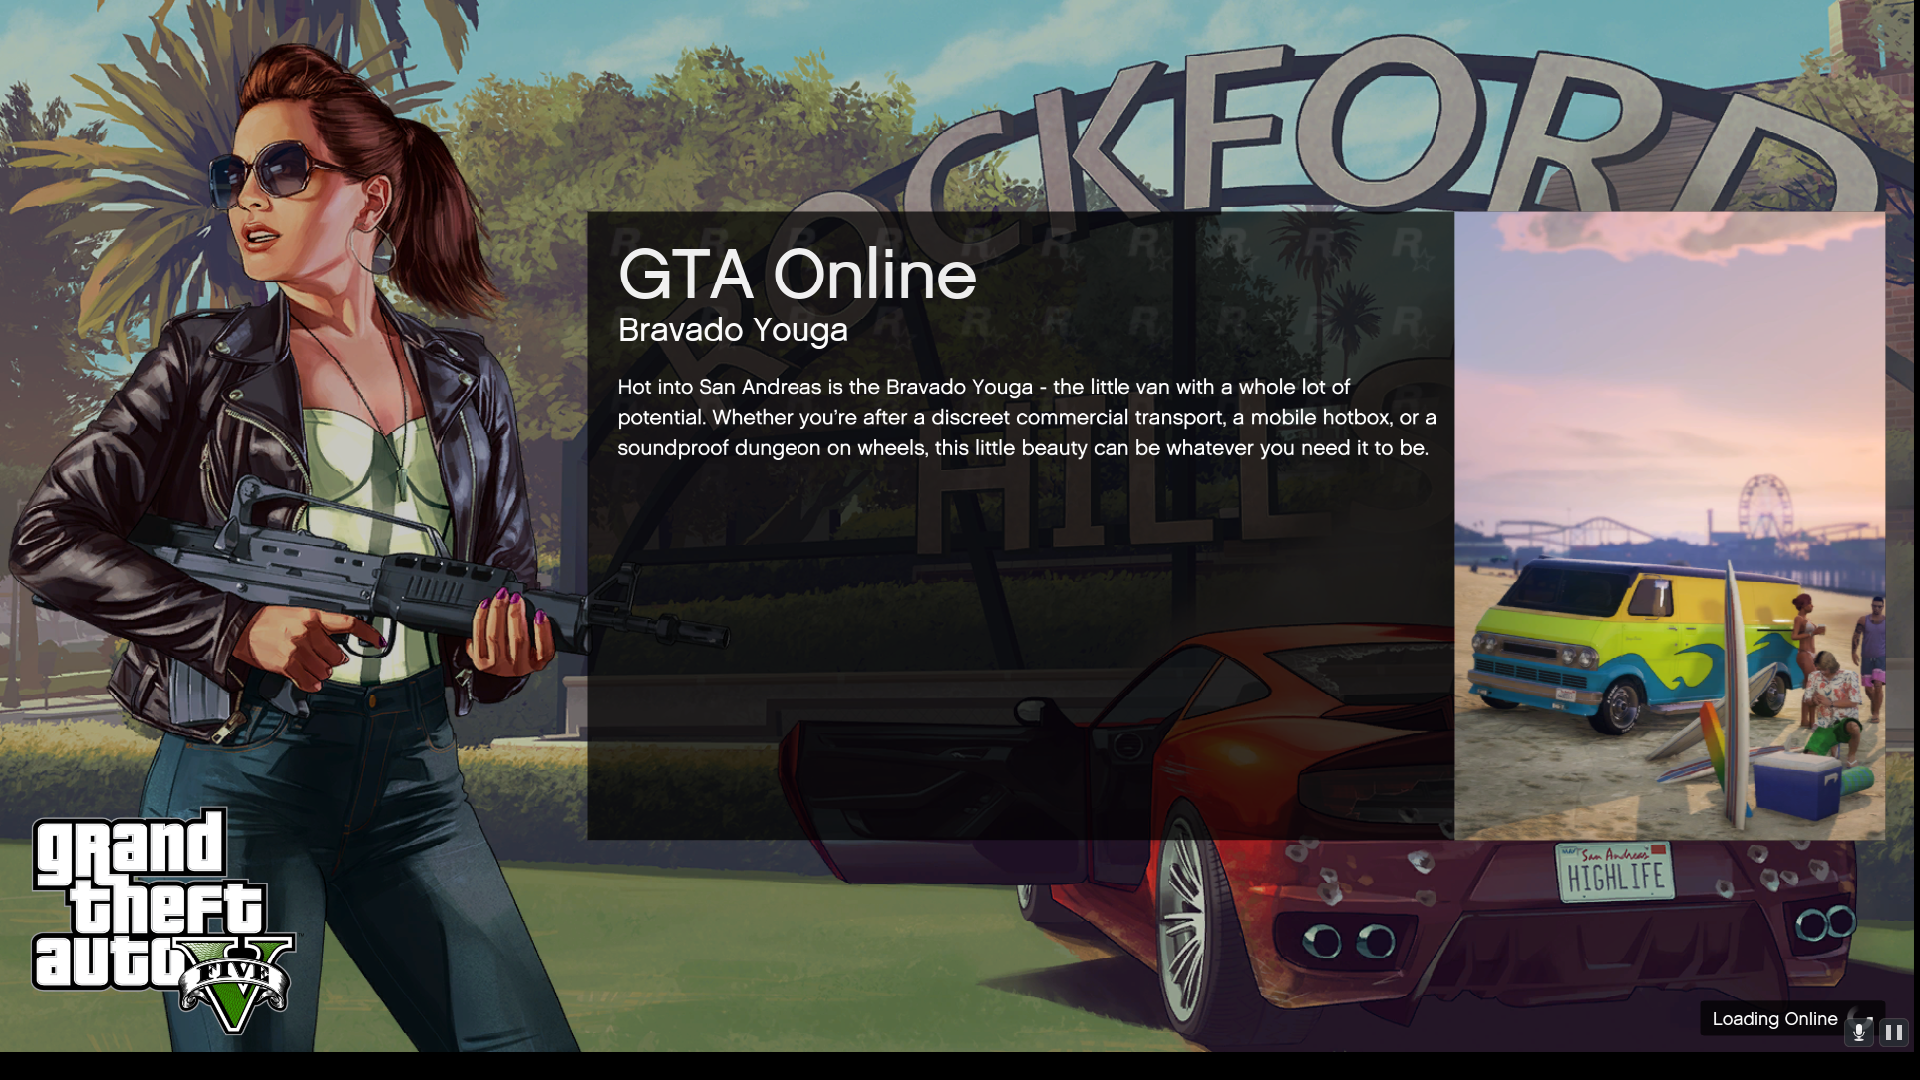 ROCKFORD
HILLS
GTA Online
Bravado Youga
Hot into San Andreas is the Bravado Youga - the little van with a whole lot of
potential. Whether you're after a discreet commercial transport, a mobile hotbox, or a
soundproof dungeon on wheels, this little beauty can be whatever you need it to be.
grand
theft
auto
V
FIVE
MAY San Andreas
HIGHLIFE
Loading Online